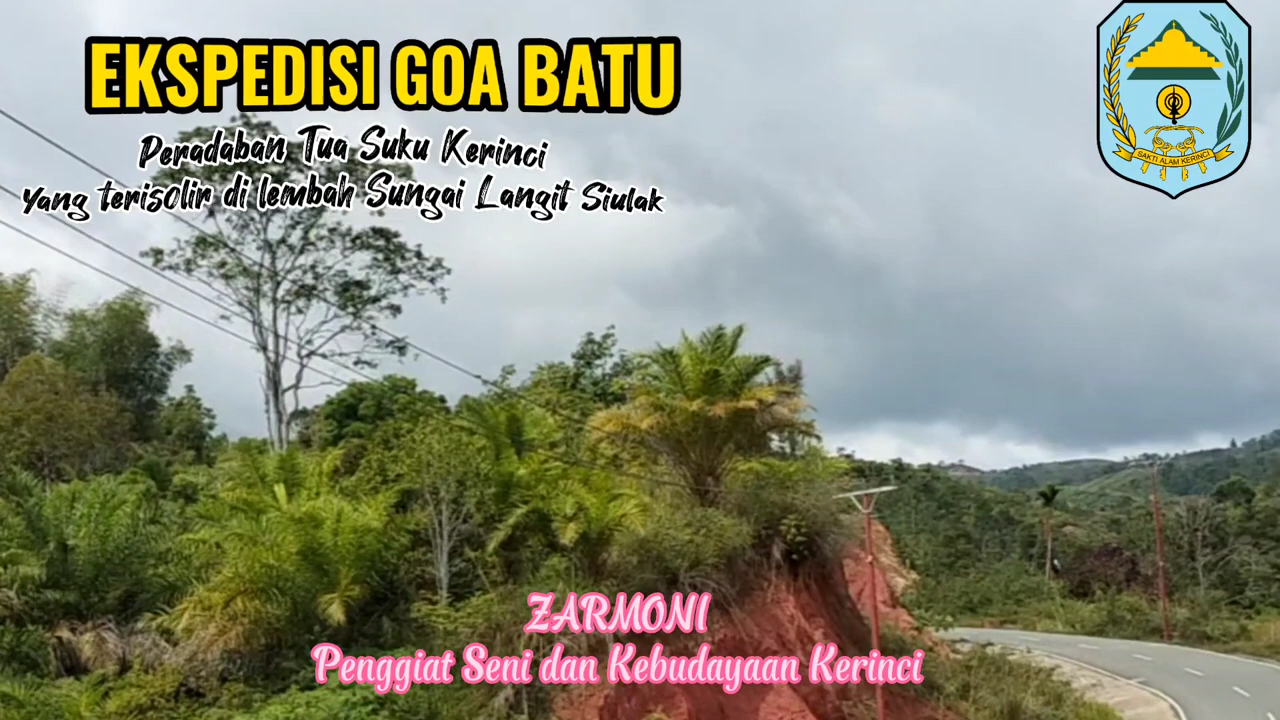 EKSPEDISI GOA BATU
Peradaban Tua Suku Kerinci
Yang terisolir di lembah Sungai Langit Siulak
SAKTI ALAM KERINCI
ZARMONI
Penggiat Seni dan Kebudayaan Kerinci